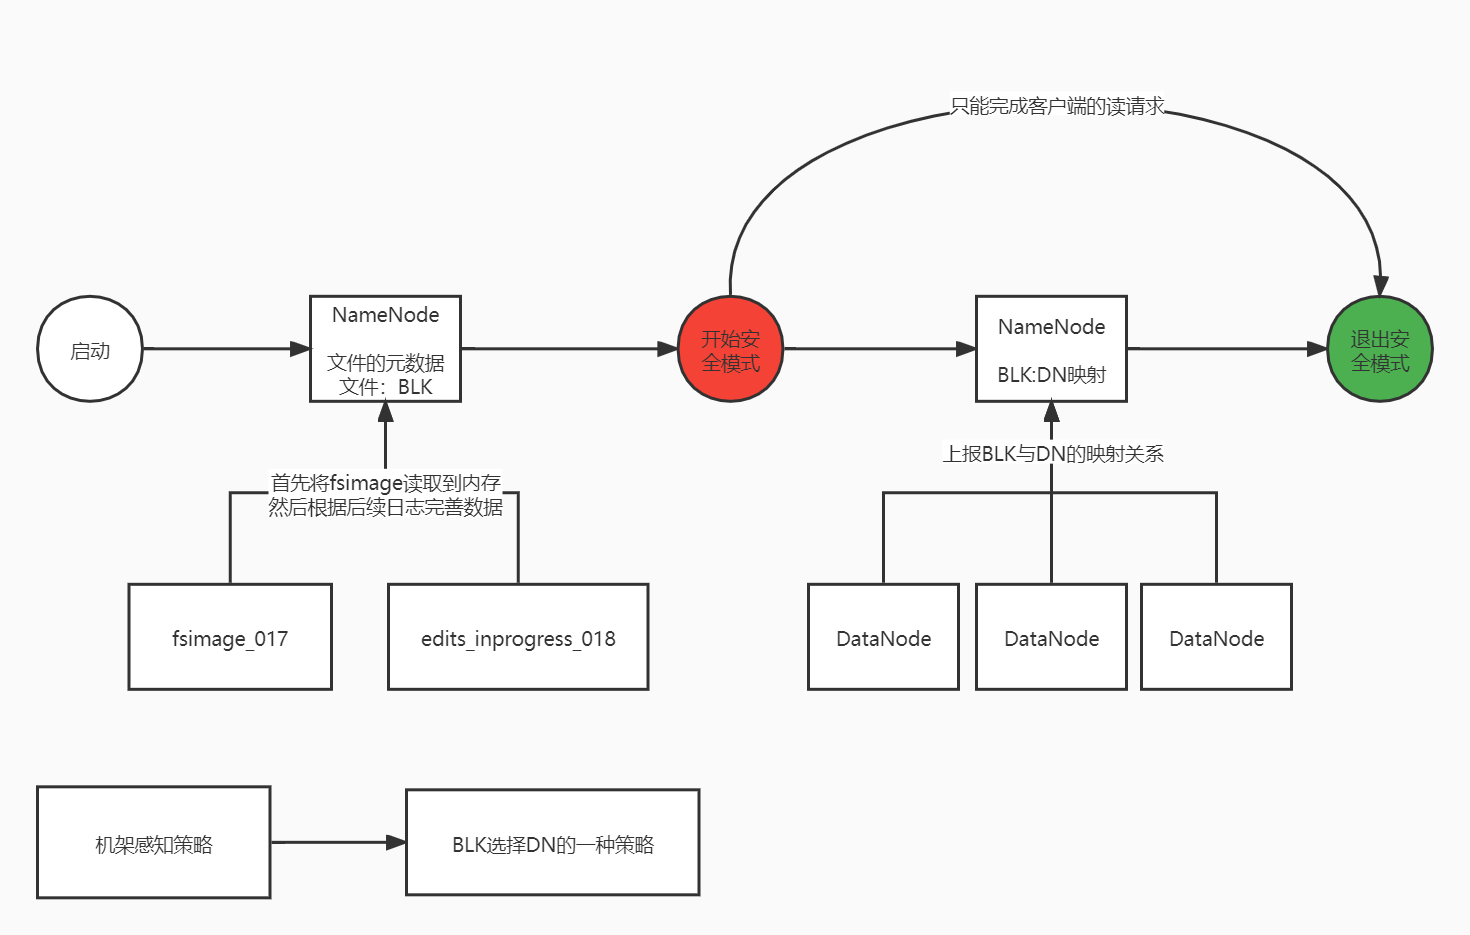 只能完成客户端的读请求
启动
NameNode
文件的元数据
文件：BLK
开始安
全模式
NameNode
BLK:DN映射
退出安
全模式
首先将fsimage读取到内存
然后根据后续日志完善数据
上报BLK与DN的映射关系
fsimage_017
edits_inprogress_018
DataNode
DataNode
DataNode
机架感知策略
BLK选择DN的一种策略